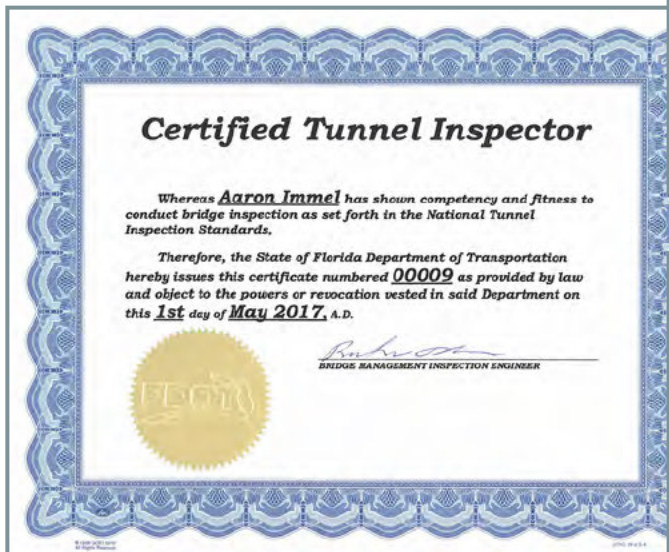 Certified Tunnel Inspector
Whereas Aaron Immel has shown competency and fitness to
conduct bridge inspection as set forth in the National Tunnel
Inspection Standards,
Therefore, the State of Florida Department of Transportation
hereby issues this certificate numbered 00009 as provided by law
and object to the powers or revocation vested in said Department on
this 1st day of May 2017, A.D.
BRIDGE MANAGEMENT INSPECTION ENGINEER
FDOT
All Rights Reserved